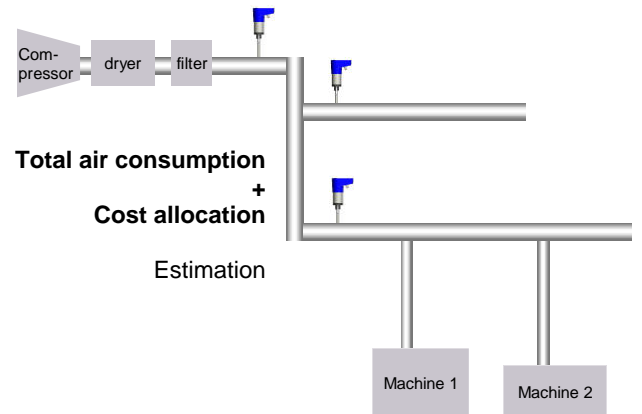 Com-
pressor
dryer
filter
Total air consumption
+
Cost allocation
Estimation
Machine 1
Machine 2